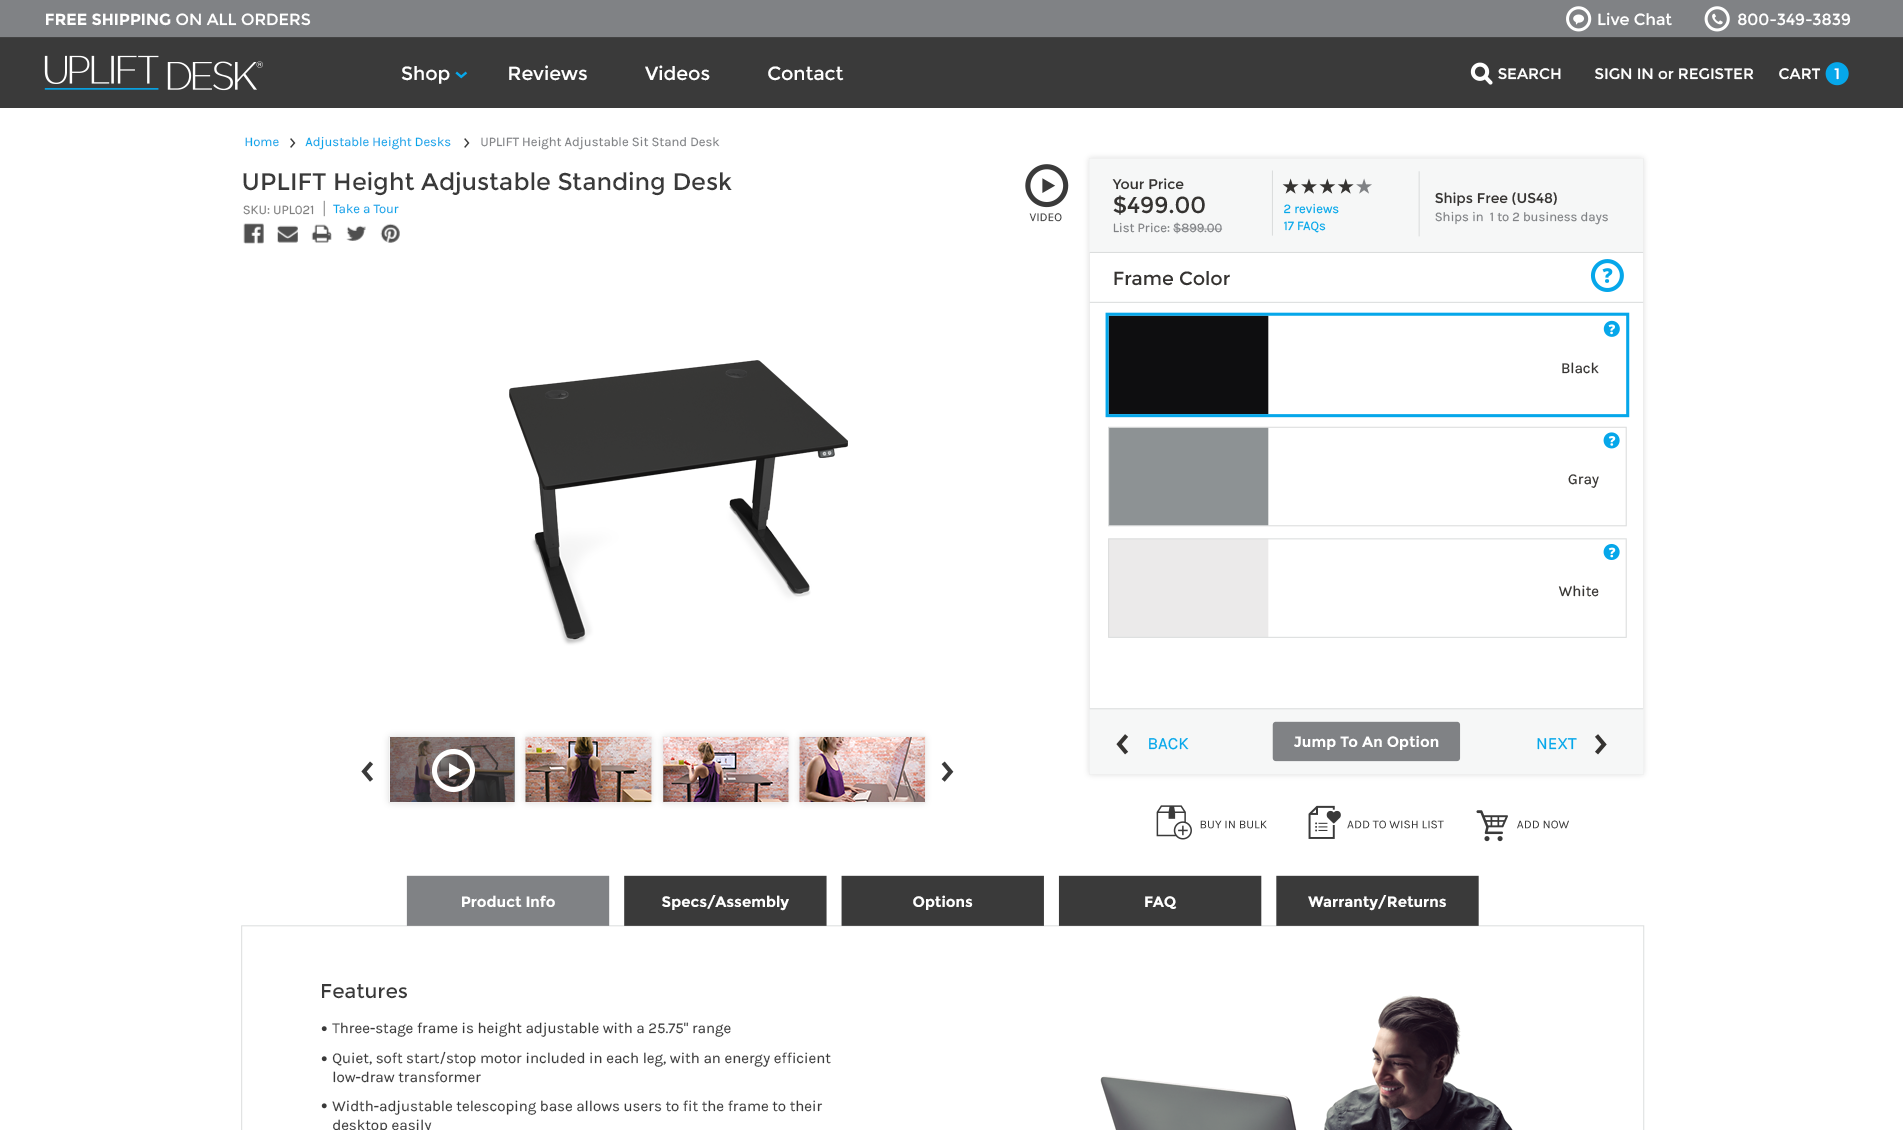 FREE SHIPPING ON ALL ORDERS
Live Chat
800-349-3839
UPLIFT DESK®
Shop
Reviews
Videos
Contact
SEARCH
SIGN IN or REGISTER
CART 1
Home
Adjustable Height Desks
UPLIFT Height Adjustable Sit Stand Desk
UPLIFT Height Adjustable Standing Desk
SKU: UPL021 | Take a Tour
VIDEO
Your Price
$499.00
List Price: $899.00
2 reviews
17 FAQs
Ships Free (US48)
Ships in 1 to 2 business days
Frame Color
?
?
Black
?
Gray
?
White
BACK
Jump To An Option
NEXT
BUY IN BULK
ADD TO WISH LIST
ADD NOW
Product Info
Specs/Assembly
Options
FAQ
Warranty/Returns
Features
• Three-stage frame is height adjustable with a 25.75" range
• Quiet, soft start/stop motor included in each leg, with an energy efficient
low-draw transformer
• Width-adjustable telescoping base allows users to fit the frame to their
desktop easily